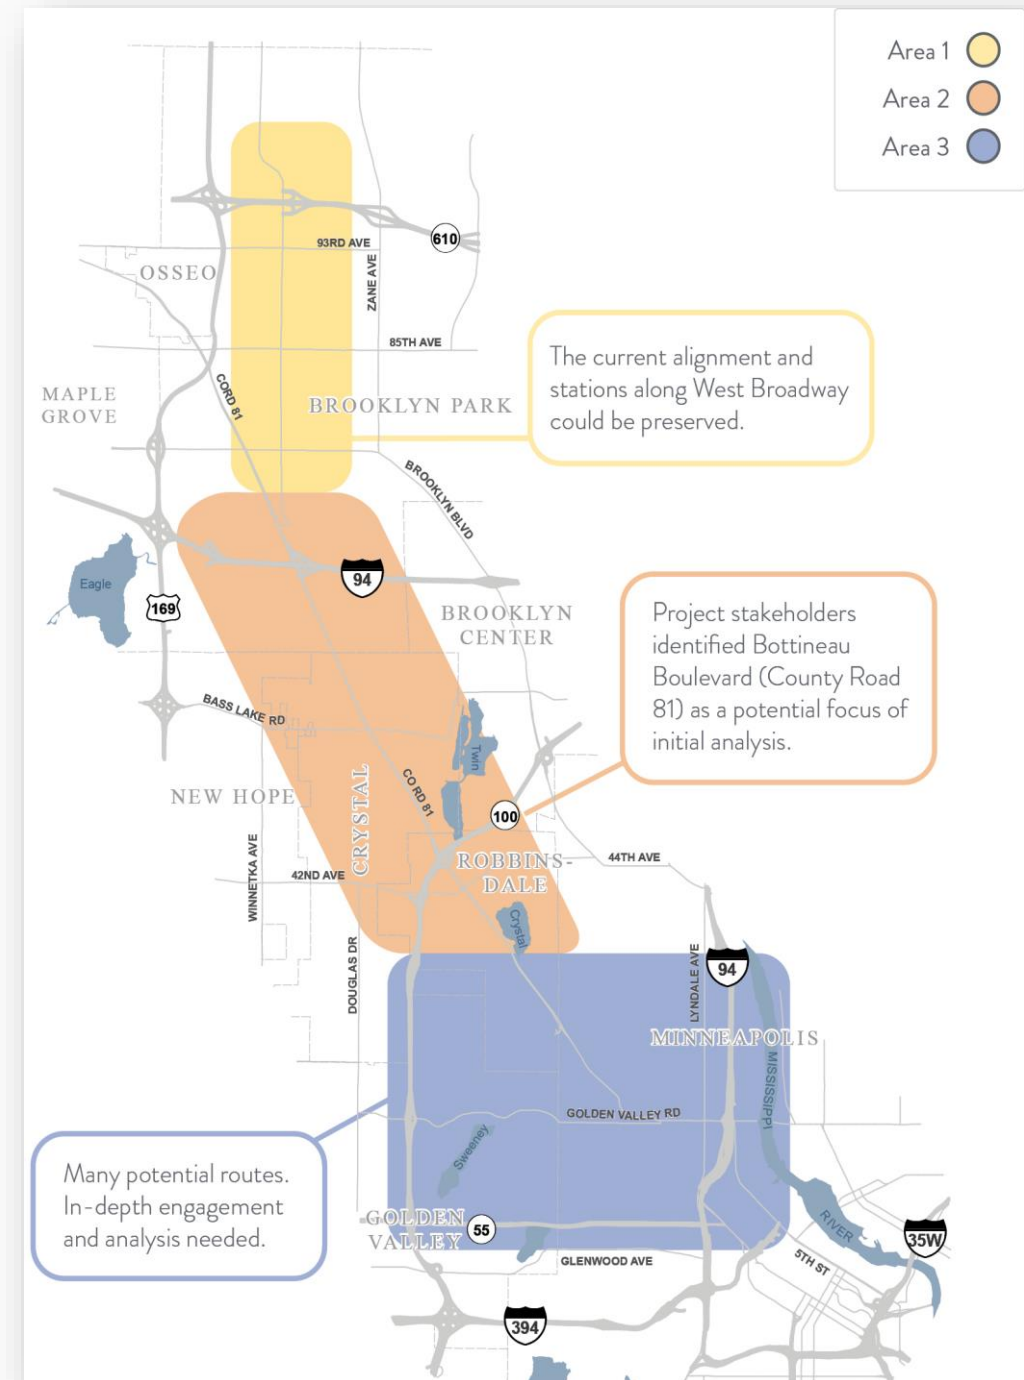 Area 1
Area 2
Area 3
610
93RD AVE
OSSEO
ZANE AVE
85TH AVE
The current alignment and
stations along West Broadway
could be preserved.
MAPLE
GROVE
CORD 81
BROOKLYN PARK
BROOKLYN BLVD
94
Eagle
169
BROOKLYN
CENTER
Project stakeholders
identified Bottineau
Boulevard (County Road
81) as a potential focus of
initial analysis.
BASS LAKE RD
Twin
NEW HOPE
CRYSTAL
CO RD 81
100
WINNETKA AVE
42ND AVE
ROBBINS-
DALE
44TH AVE
Crystal
DOUGLAS DR
LYNDALE AVE
94
MINNEAPOLIS
MISSISSIPPI
GOLDEN VALLEY RD
Sweeney
Many potential routes.
In-depth engagement
and analysis needed.
GOLDEN
VALLEY
55
GLENWOOD AVE
RIVER
5TH ST
35W
394